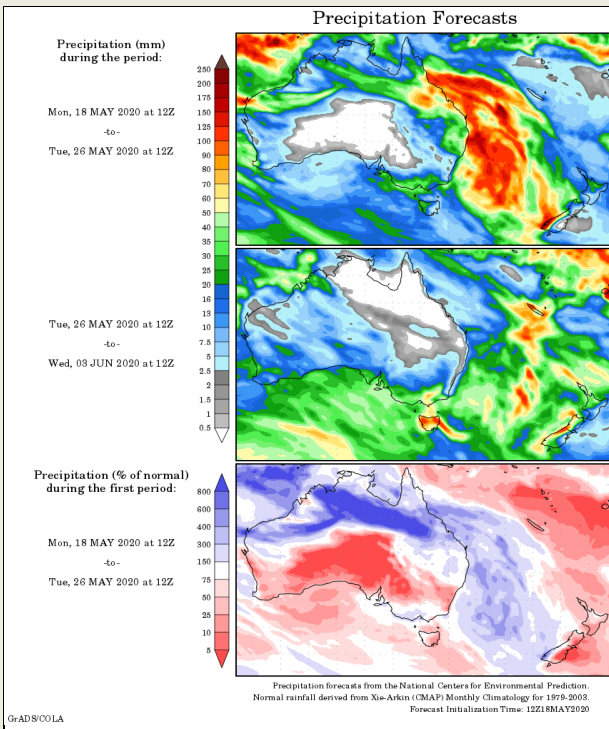 Precipitation Forecasts
Precipitation (mm)
during the period:
Mon, 18 MAY 2020 at 12Z
-to-
Tue, 26 MAY 2020 at 12Z
250
200
175
150
125
100
90
80
70
60
50
40
35
30
25
20
16
13
10
7.5
5
2.5
2
1.5
1
0.5
Tue, 26 MAY 2020 at 12Z
-to-
Wed, 03 JUN 2020 at 12Z
Precipitation (% of normal)
during the first period:
Mon, 18 MAY 2020 at 12Z
-to-
Tue, 26 MAY 2020 at 12Z
800
600
400
300
150
75
50
25
10
5
Precipitation forecasts from the National Centers for Environmental Prediction.
Normal rainfall derived from Xie-Arkin (CMAP) Monthly Climatology for 1979-2003.
Forecast Initialization Time: 12Z18MAY2020
GrADS/COLA